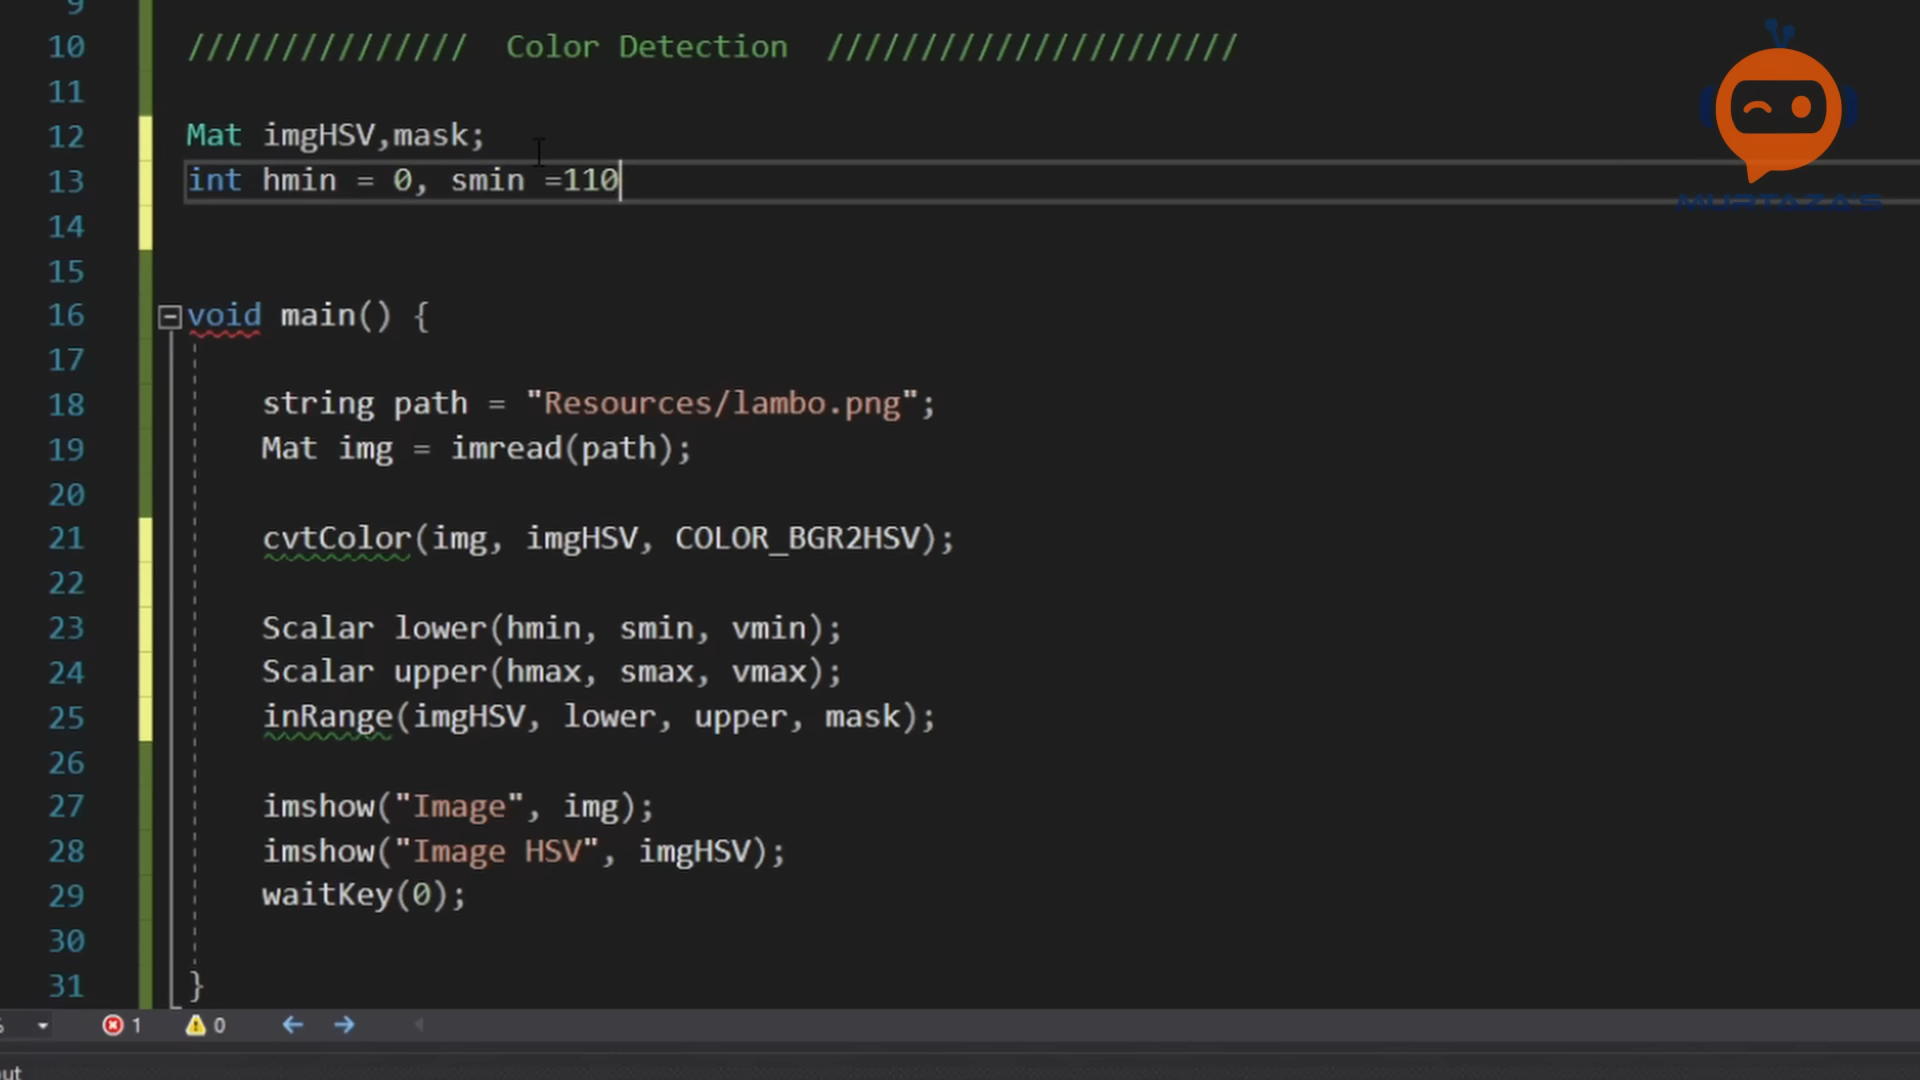 9
10 /////////////// Color Detection //////////////////////
11
12 Mat imgHSV,mask;
13 int hmin = 0, smin =110
14
15
16 void main() {
17
18 string path = "Resources/lambo.png";
19 Mat img = imread(path);
20
21 cvtColor(img, imgHSV, COLOR_BGR2HSV);
22
23 Scalar lower(hmin, smin, vmin);
24 Scalar upper(hmax, smax, vmax);
25 inRange(imgHSV, lower, upper, mask);
26
27 imshow("Image", img);
28 imshow("Image HSV", imgHSV);
29 waitKey(0);
30
31 }
1 0
MURTAZA'S